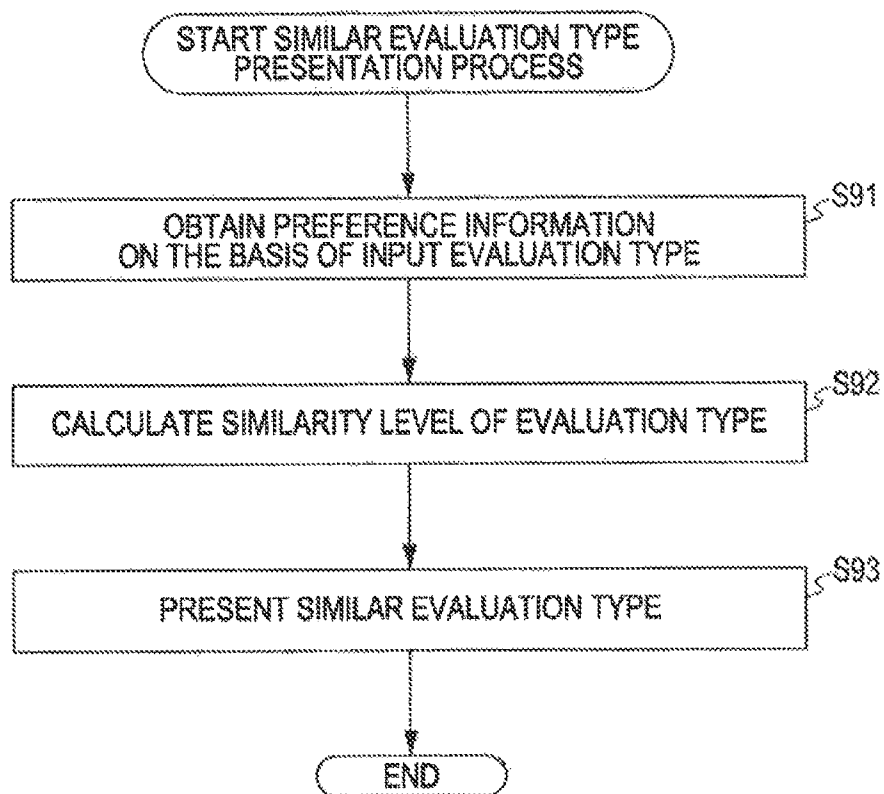 START SIMILAR EVALUATION TYPE
PRESENTATION PROCESS
S91
OBTAIN PREFERENCE INFORMATION
ON THE BASIS OF INPUT EVALUATION TYPE
S92
CALCULATE SIMILARITY LEVEL OF EVALUATION TYPE
S93
PRESENT SIMILAR EVALUATION TYPE
END